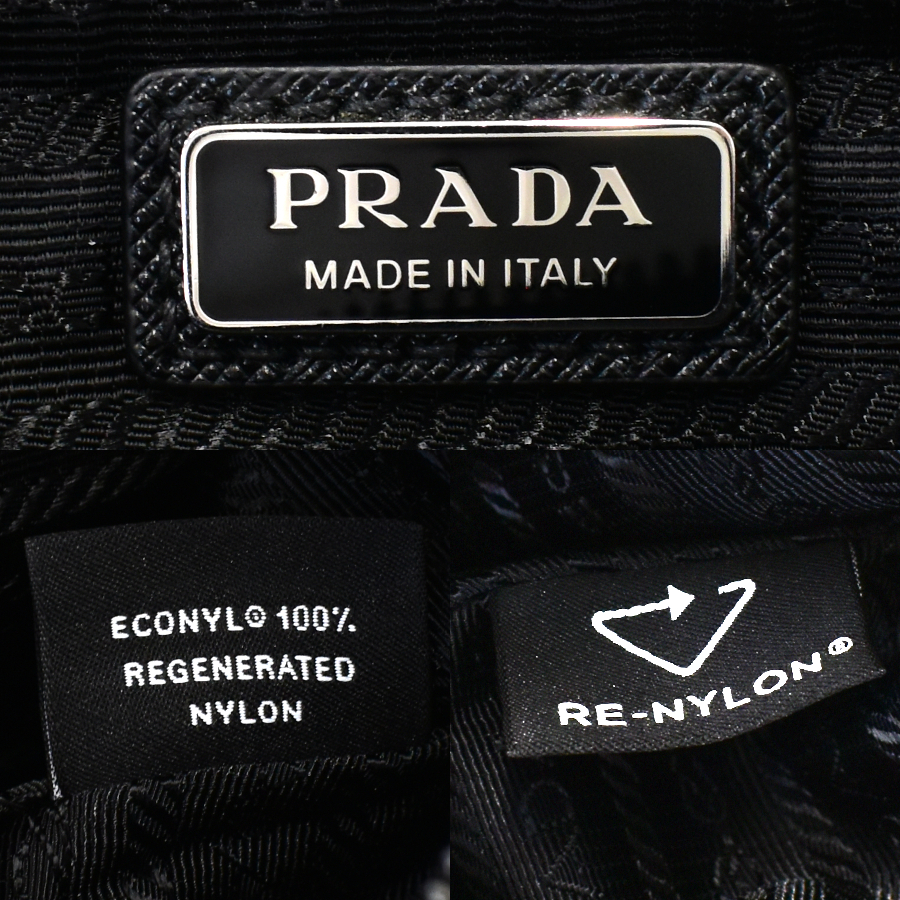 PRADA
MADE IN ITALY
ECONYL® 100%
REGENERATED
NYLON
RE-NYLON®